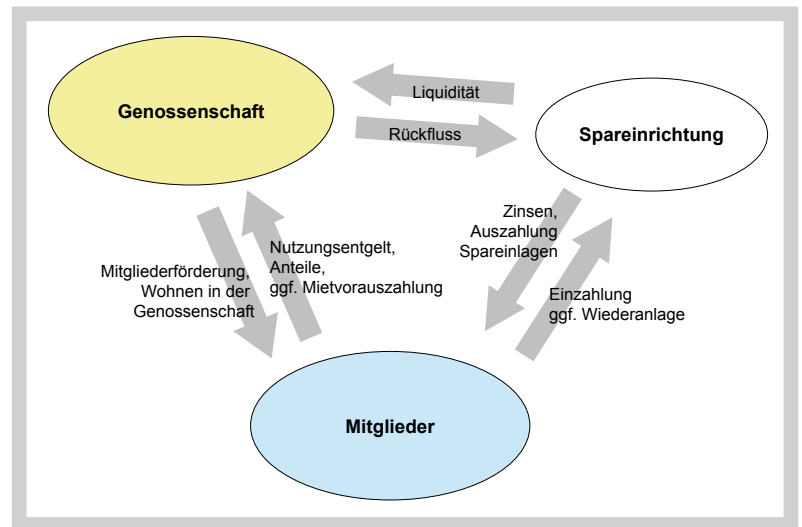 Genossenschaft
Liquidität
Rückfluss
Spareinrichtung
Mitgliederförderung,
Wohnen in der
Genossenschaft
Nutzungsentgelt,
Anteile,
ggf. Mietvorauszahlung
Zinsen,
Auszahlung
Spareinlagen
Einzahlung
ggf. Wiederanlage
Mitglieder